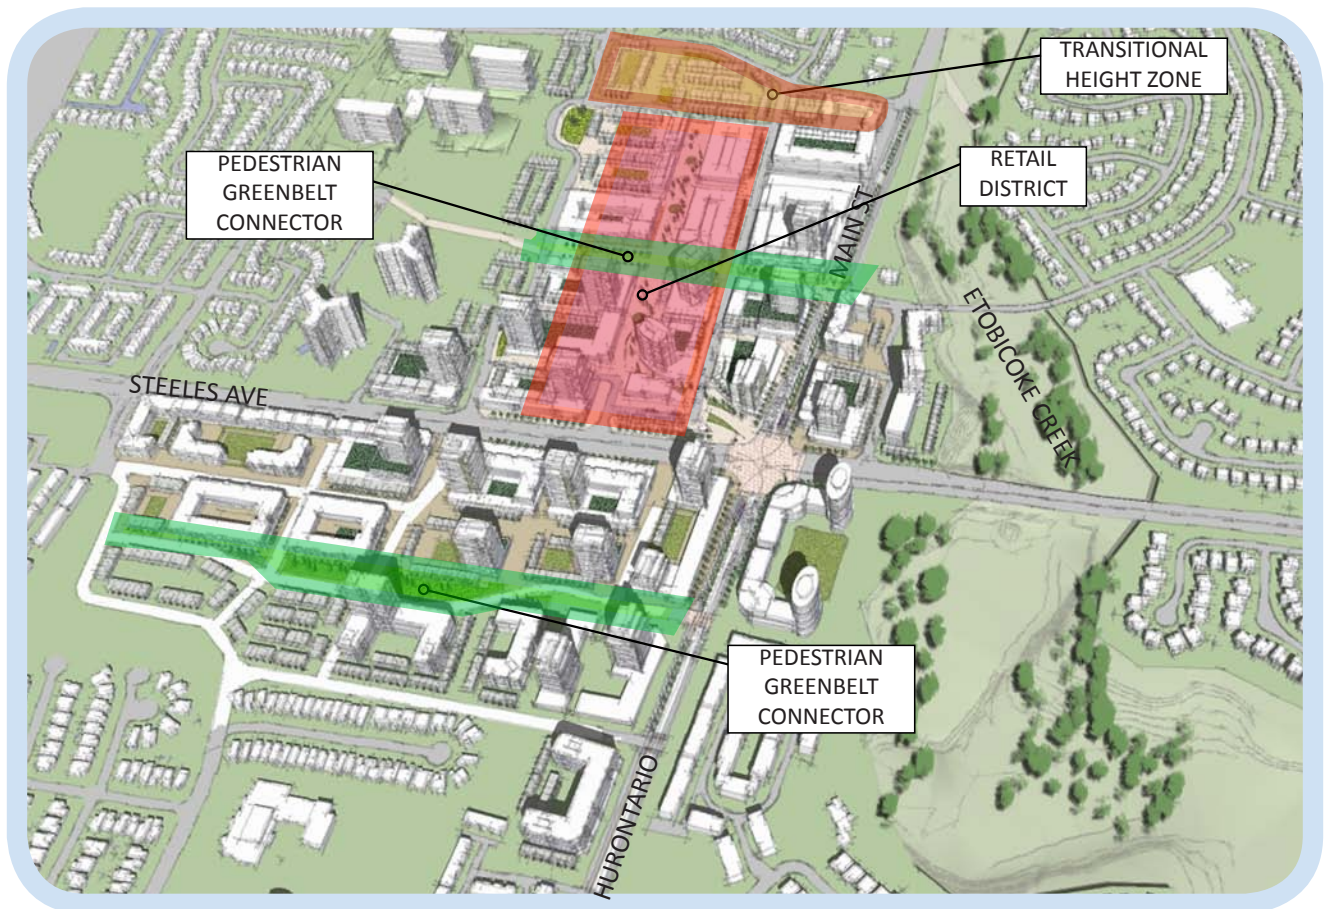 TRANSITIONAL
HEIGHT ZONE
PEDESTRIAN
GREENBELT
CONNECTOR
RETAIL
DISTRICT
MAIN ST
ETOBICOKE CREEK
STEELES AVE
PEDESTRIAN
GREENBELT
CONNECTOR
HURONTARIO